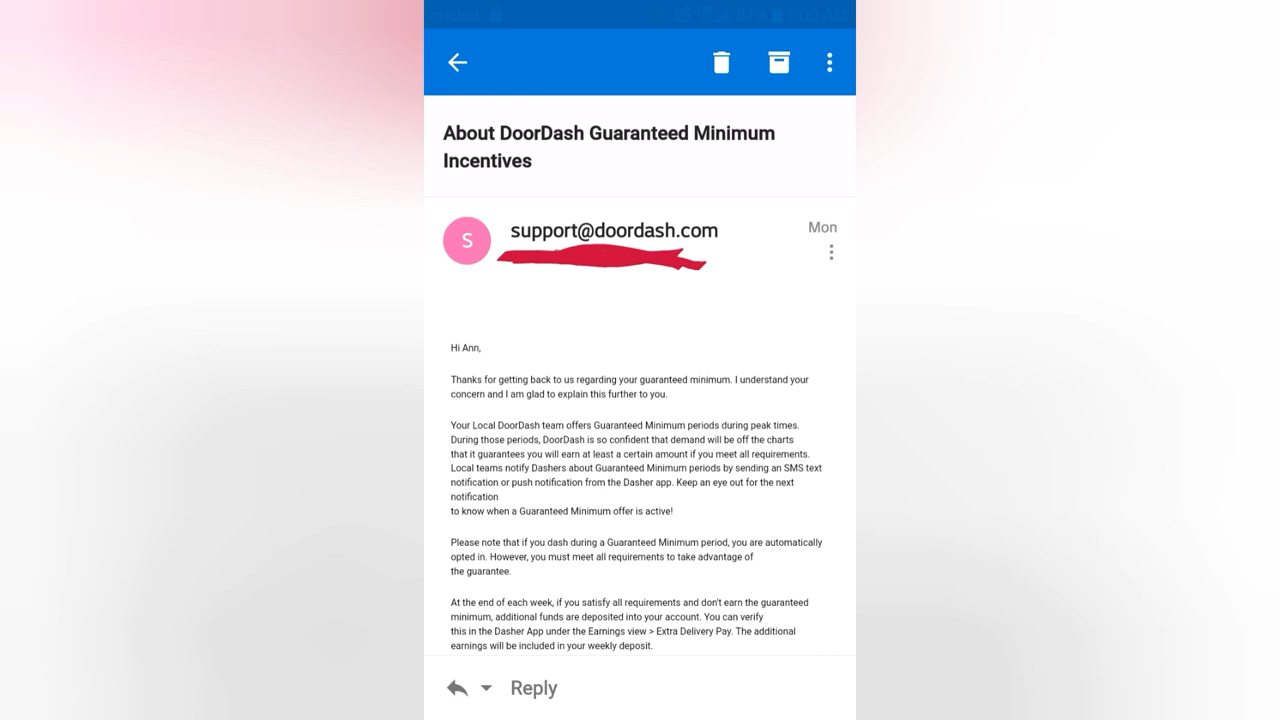 cricket
87% 7:00 AM
About DoorDash Guaranteed Minimum
Incentives
S
support@doordash.com
Mon
Hi Ann,
Thanks for getting back to us regarding your guaranteed minimum. I understand your
concern and I am glad to explain this further to you.
Your Local DoorDash team offers Guaranteed Minimum periods during peak times.
During those periods, DoorDash is so confident that demand will be off the charts
that it guarantees you will earn at least a certain amount if you meet all requirements.
Local teams notify Dashers about Guaranteed Minimum periods by sending an SMS text
notification or push notification from the Dasher app. Keep an eye out for the next
notification
to know when a Guaranteed Minimum offer is active!
Please note that if you dash during a Guaranteed Minimum period, you are automatically
opted in. However, you must meet all requirements to take advantage of
the guarantee.
At the end of each week, if you satisfy all requirements and don't earn the guaranteed
minimum, additional funds are deposited into your account. You can verify
this in the Dasher App under the Earnings view > Extra Delivery Pay. The additional
earnings will be included in your weekly deposit.
Reply